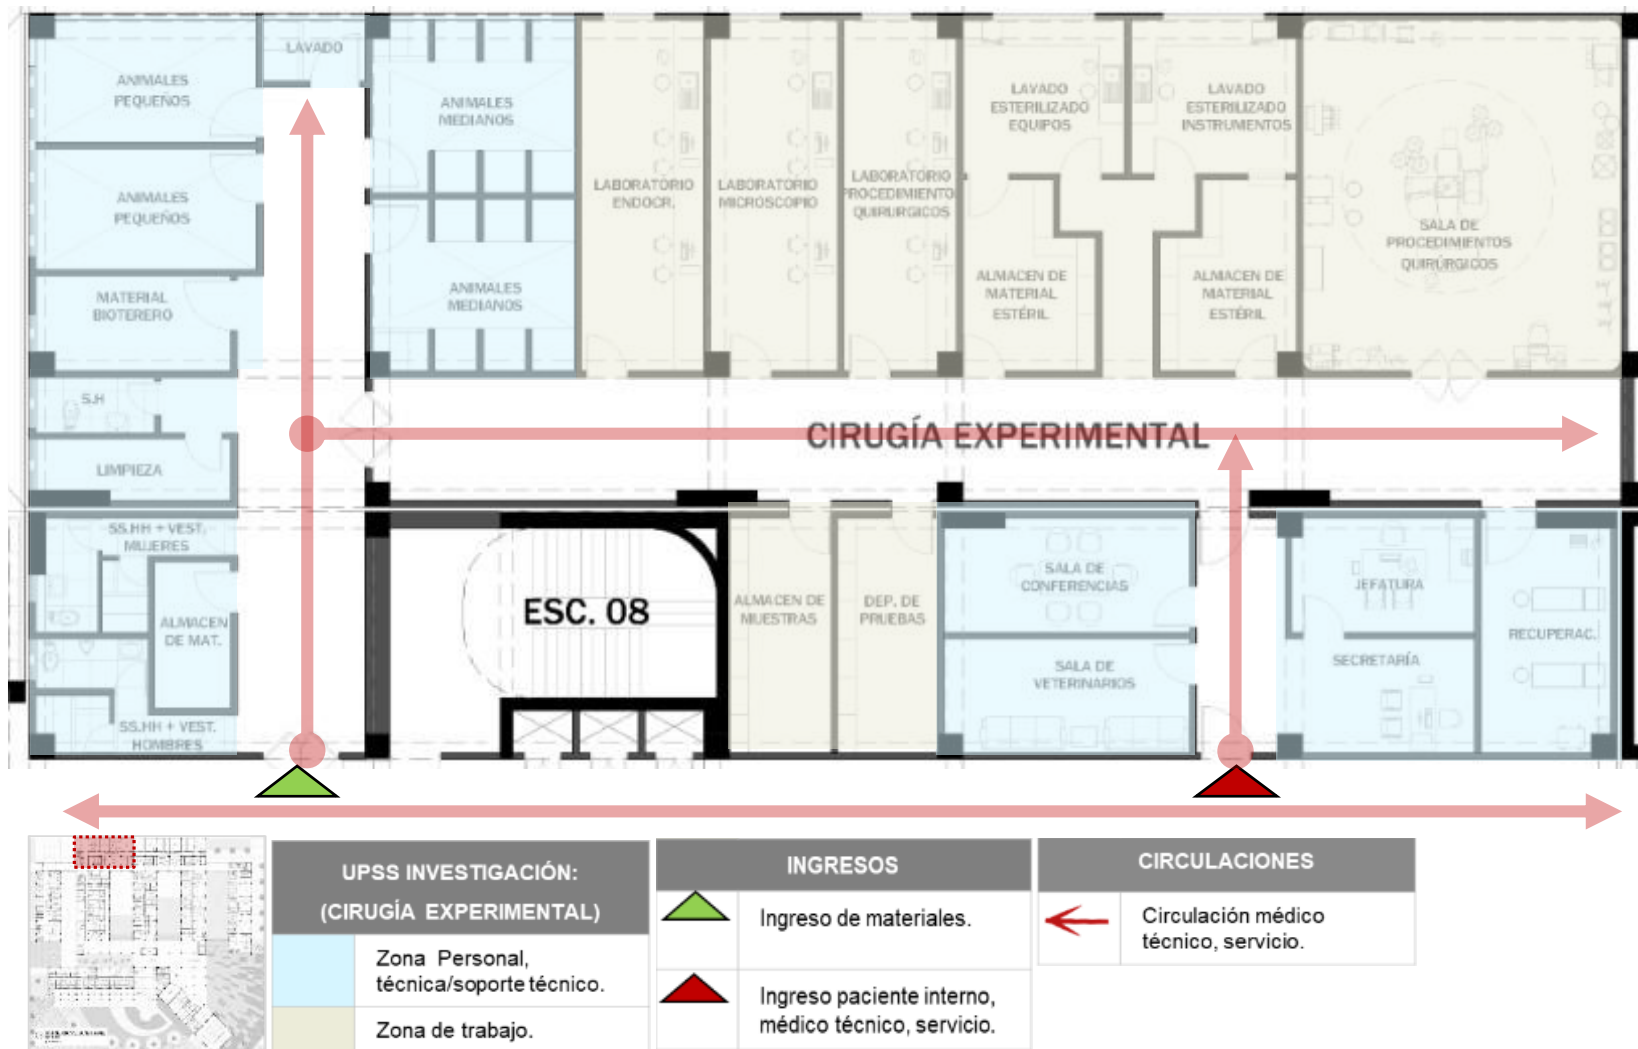 LAVADO
ANIMALES
PEQUEÑOS
ANIMALES
MEDIANOS
LAVADO
ESTERILIZADO
EQUIPOS
LAVADO
ESTERILIZADO
INSTRUMENTOS
ANIMALES
PEQUEÑOS
LABORATORIO
ENDOCR.
LABORATORIO
MICROSCOPIO
LABORATORIO
PROCEDIMIENTO
QUIRURGICOS
SALA DE
PROCEDIMIENTOS
QUIRÚRGICOS
MATERIAL
BIOTERERO
ANIMALES
MEDIANOS
ALMACEN DE
MATERIAL
ESTÉRIL
ALMACEN DE
MATERIAL
ESTÉRIL
S.H
LIMPIEZA
CIRUGÍA EXPERIMENTAL
SS.HH + VEST.
MUJERES
ALMACEN
DE MAT.
SS.HH + VEST.
HOMBRES
ESC. 08
ALMACEN DE
MUESTRAS
DEP. DE
PRUEBAS
SALA DE
CONFERENCIAS
SALA DE
VETERINARIOS
JEFATURA
SECRETARÍA
RECUPERAC.
UPSS INVESTIGACIÓN:
(CIRUGÍA EXPERIMENTAL)
Zona Personal,
técnica/soporte técnico.
Zona de trabajo.
INGRESOS
Ingreso de materiales.
Ingreso paciente interno,
médico técnico, servicio.
CIRCULACIONES
Circulación médico
técnico, servicio.